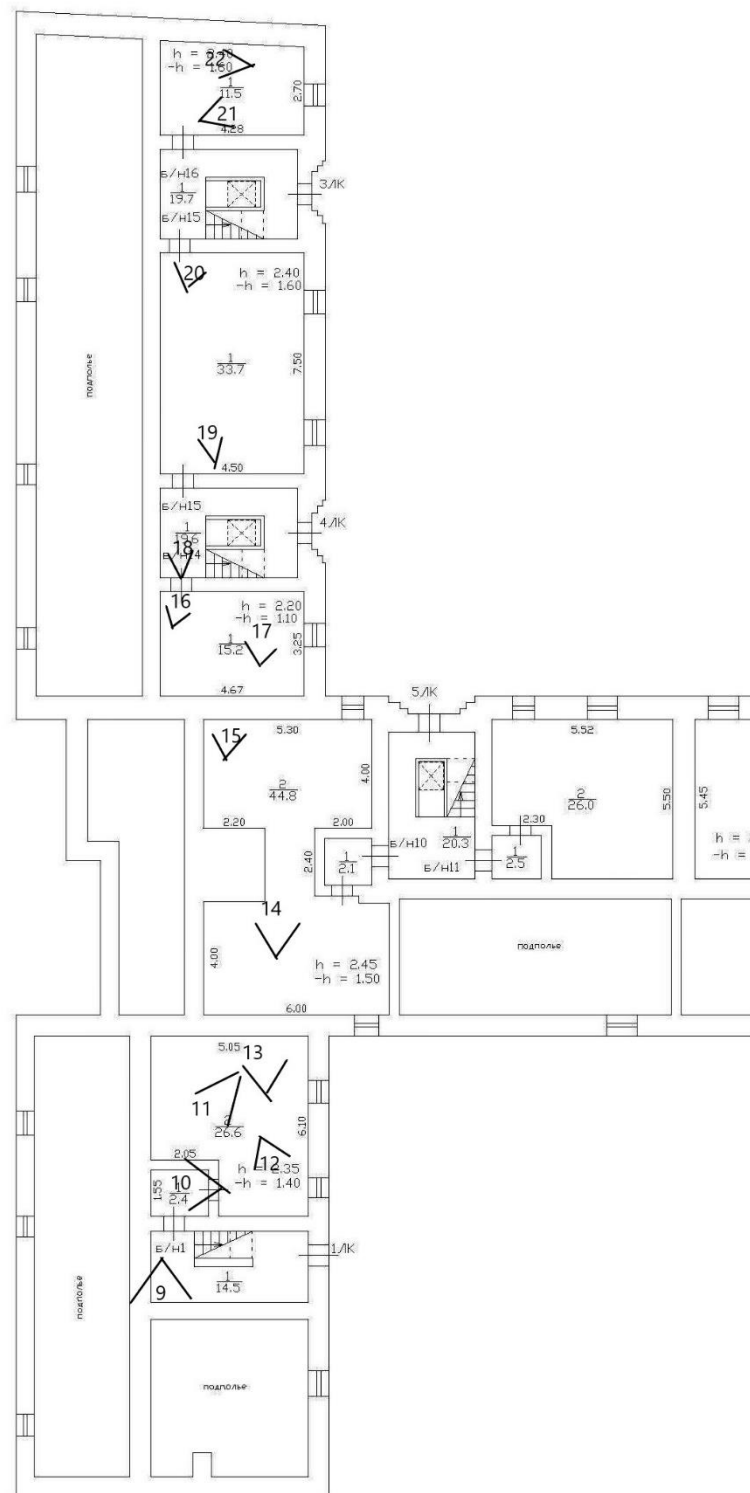 h = 2.40
22
-h = 1.60
1
11.5
2.70
21
4.28
Б/Н16
1
19.7
3ЛК
Б/Н15
20
h = 2.40
-h = 1.60
подполье
1
33.7
7.50
19
4.50
Б/Н15
1
19.6
4ЛК
Б/Н14
18
16
h = 2.20
-h = 1.10
17
1
15.2
3.25
4.67
5ЛК
15
5.30
5.52
4.00
2
44.8
2
26.0
5.50
5.45
2.20
2.00
2.30
Б/Н10
1
20.3
h =
-h =
2.40
1
2.1
Б/Н11
1
2.5
14
4.00
h = 2.45
-h = 1.50
подполье
6.00
5.05
13
11
2
26.6
6.10
2.05
12
h = 2.35
-h = 1.40
10
1.55
1
2.4
Б/Н1
1ЛК
9
1
14.5
подполье
подполье